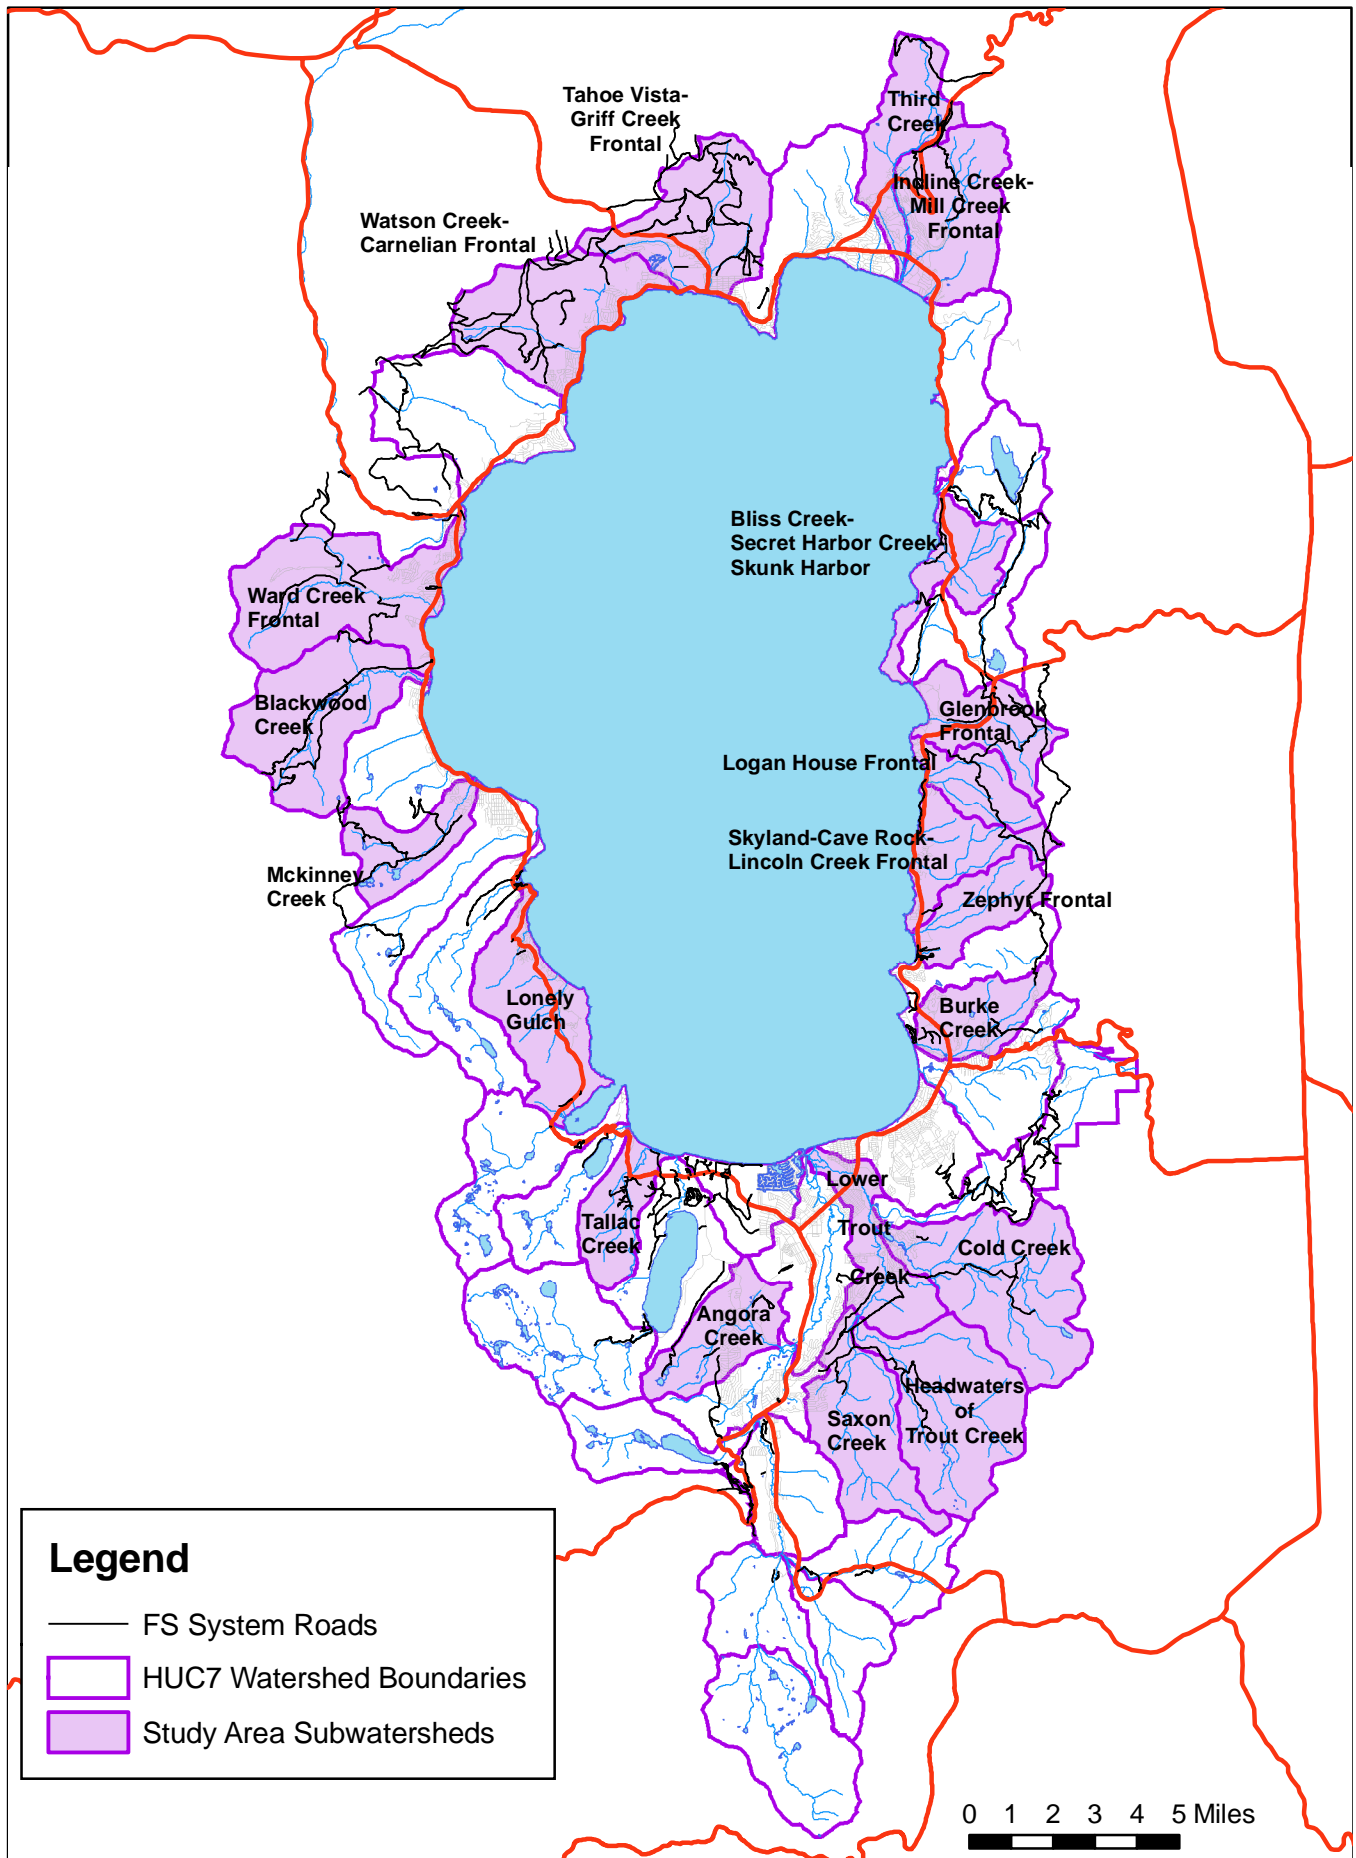 Tahoe Vista-
Griff Creek
Frontal
Third
Creek
Incline Creek-
Mill Creek
Frontal
Watson Creek-
Carnelian Frontal
Bliss Creek-
Secret Harbor Creek-
Skunk Harbor
Ward Creek
Frontal
Blackwood
Creek
Glenbrook
Frontal
Logan House Frontal
Skyland-Cave Rock-
Lincoln Creek Frontal
Mckinney
Creek
Zephyr Frontal
Lonely
Gulch
Burke
Creek
Lower
Trout
Creek
Tallac
Creek
Cold Creek
Angora
Creek
Headwaters
of
Trout Creek
Saxon
Creek
Legend
FS System Roads
HUC7 Watershed Boundaries
Study Area Subwatersheds
0 1 2 3 4 5 Miles